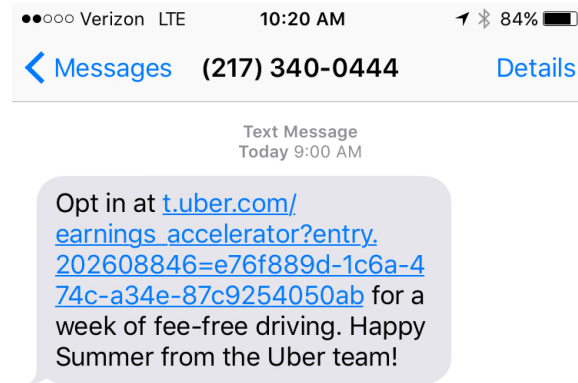 ●●○○○ Verizon LTE 10:20 AM 84%
Messages (217) 340-0444 Details
Text Message
Today 9:00 AM
Opt in at t.uber.com/
earnings_accelerator?entry.
202608846=e76f889d-1c6a-4
74c-a34e-87c9254050ab for a
week of fee-free driving. Happy
Summer from the Uber team!